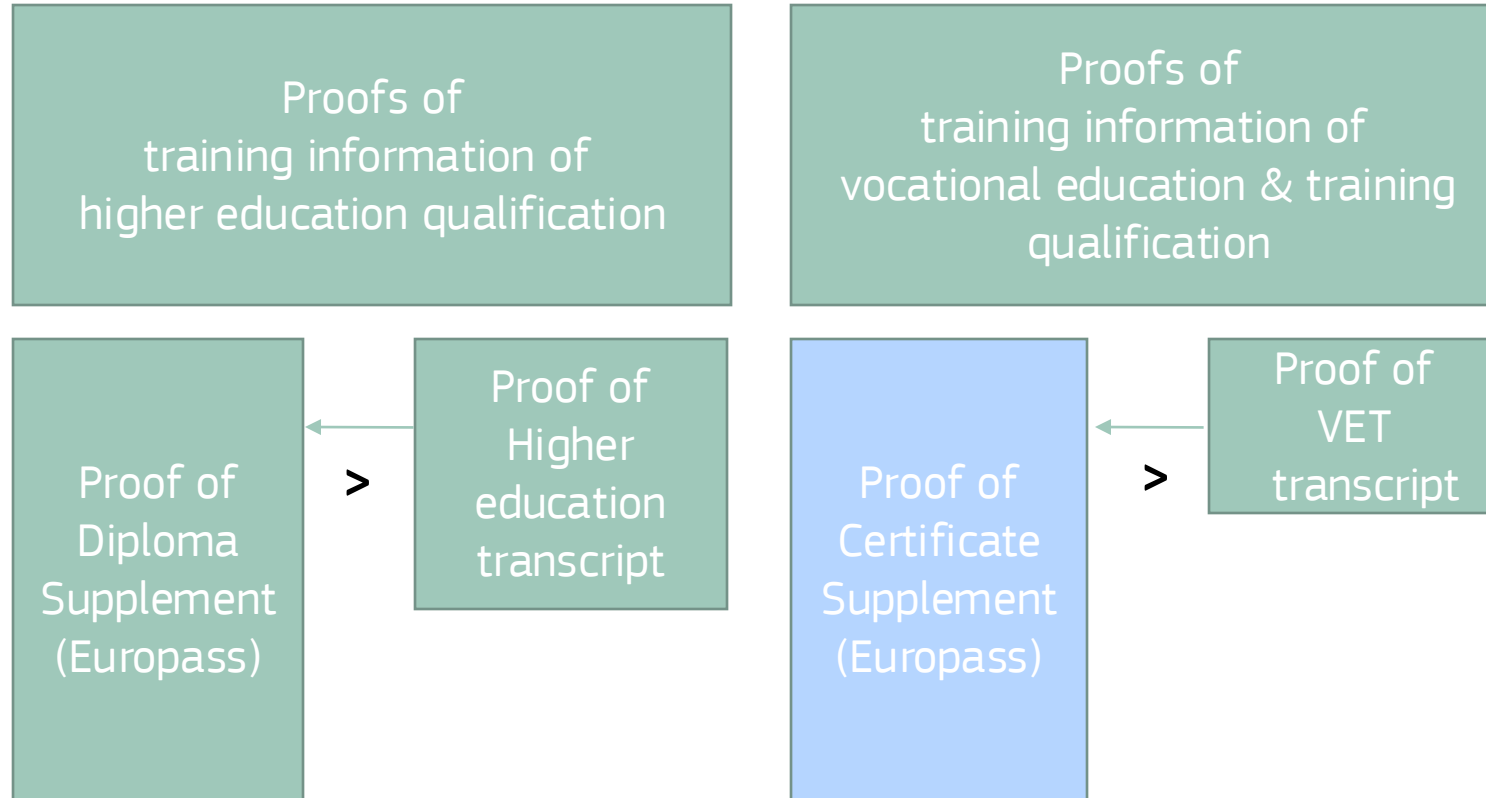 Proofs of
training information of
higher education qualification
Proofs of
training information of
vocational education & training
qualification
Proof of
Diploma
Supplement
(Europass)
>
Proof of
Higher
education
transcript
Proof of
Certificate
Supplement
(Europass)
>
Proof of
VET
transcript